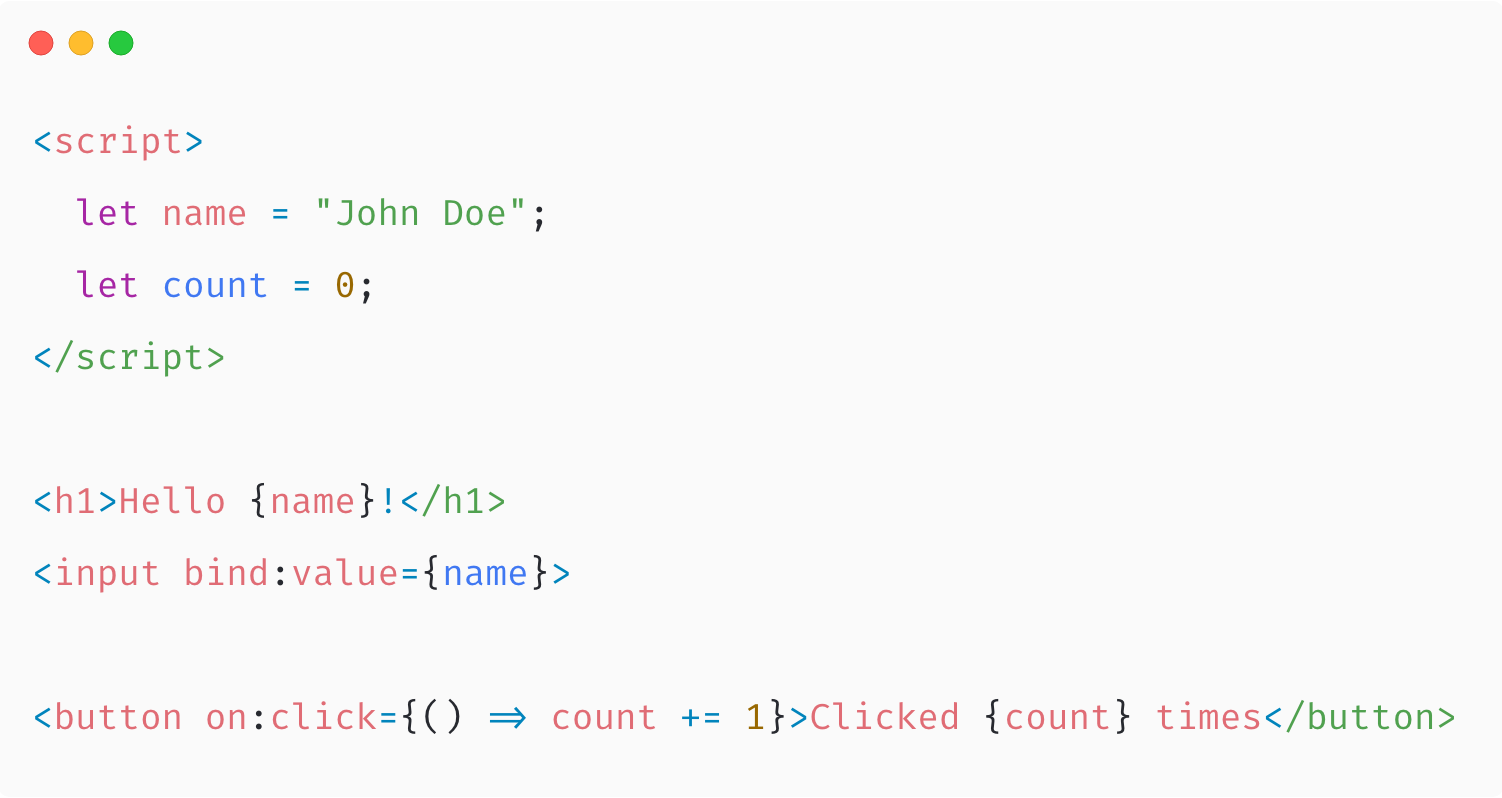 <script>
  let name = "John Doe";
  let count = 0;
</script>

<h1>Hello {name}!</h1>
<input bind:value={name}>

<button on:click={() => count += 1}>Clicked {count} times</button>